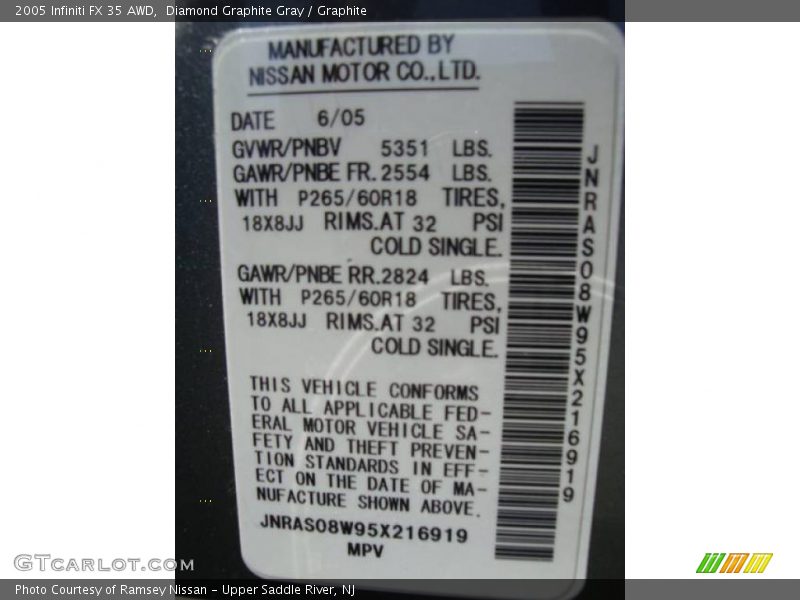 2005 Infiniti FX 35 AWD,  Diamond Graphite Gray / Graphite
MANUFACTURED BY
NISSAN MOTOR CO.,LTD.
DATE 6/05
GVWR/PNBV 5351 LBS.
GAWR/PNBE FR. 2554 LBS.
WITH P265/60R18 TIRES,
18X8JJ RIMS.AT 32 PSI
COLD SINGLE.
GAWR/PNBE RR. 2824 LBS.
WITH P265/60R18 TIRES,
18X8JJ RIMS.AT 32 PSI
COLD SINGLE.
THIS VEHICLE CONFORMS
TO ALL APPLICABLE FED-
ERAL MOTOR VEHICLE SA-
FETY AND THEFT PREVEN-
TION STANDARDS IN EFF-
ECT ON THE DATE OF MA-
NUFACTURE SHOWN ABOVE.
JNRAS08W95X216919
MPV
JNRAS08W95X216919
GTCarLot.com
Photo Courtesy of Ramsey Nissan - Upper Saddle River, NJ